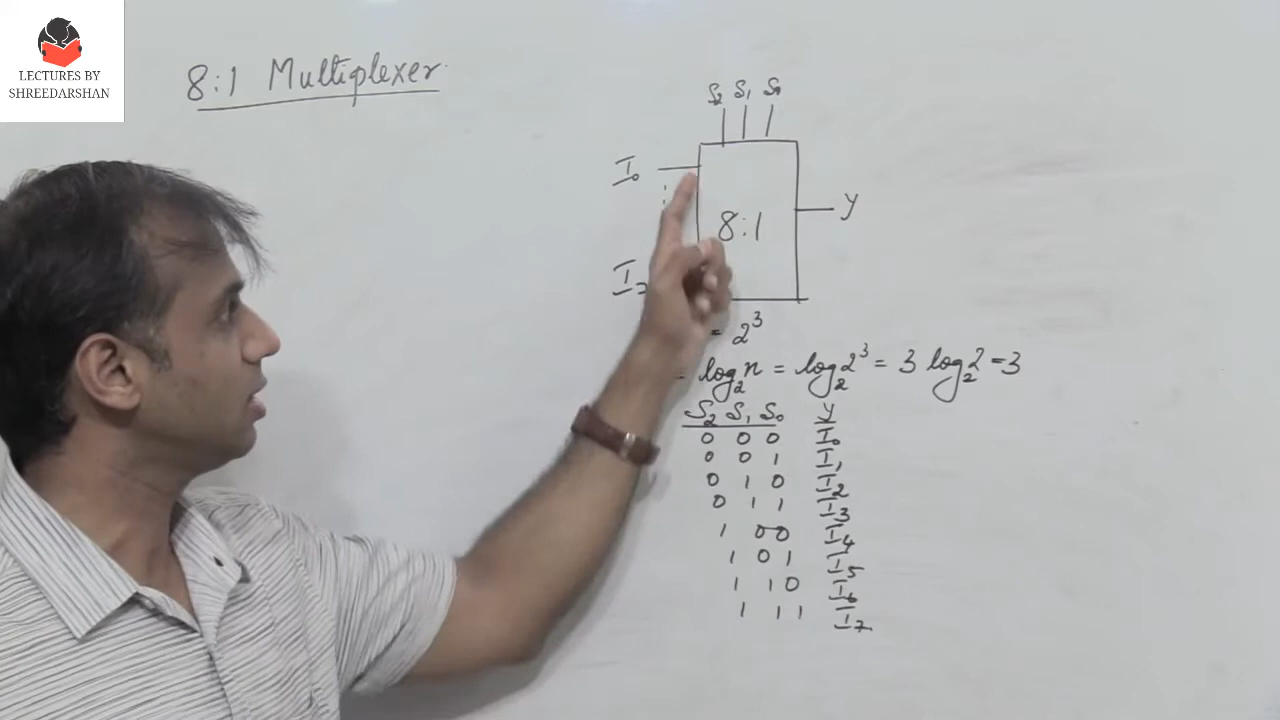 LECTURES BY
SHREEDARSHAN
8:1 Multiplexer
S2 S1 S0
I0
8:1
Y
I7
= 2^3
= log2 n = log2 2^3 = 3 log2 2 = 3
S2 S1 S0 Y
0 0 0 I0
0 0 1 I1
0 1 0 I2
0 1 1 I3
1 0 0 I4
1 0 1 I5
1 1 0 I6
1 1 1 I7